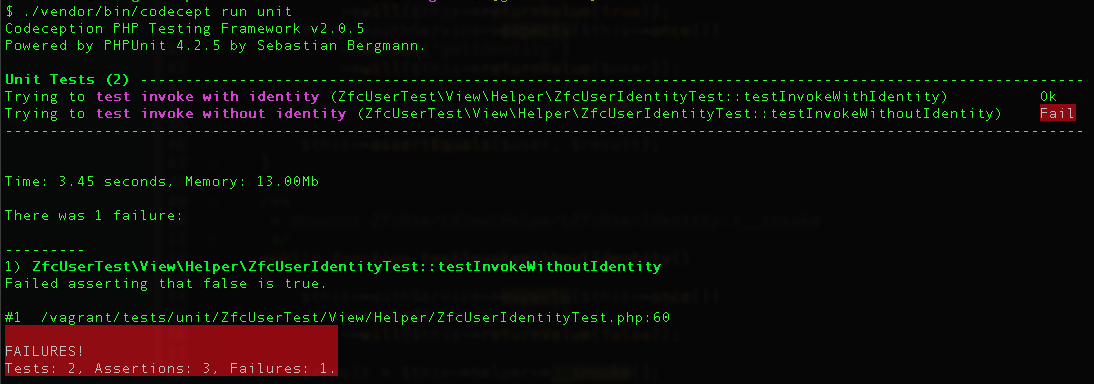 $ ./vendor/bin/codecept run unit
Codeception PHP Testing Framework v2.0.5
Powered by PHPUnit 4.2.5 by Sebastian Bergmann.
Unit Tests (2) ---------------------------------------------------------------------------------------------------------
Trying to test invoke with identity (ZfcUserTest\View\Helper\ZfcUserIdentityTest::testInvokeWithIdentity) Ok
Trying to test invoke without identity (ZfcUserTest\View\Helper\ZfcUserIdentityTest::testInvokeWithoutIdentity) Fail
------------------------------------------------------------------------------------------------------------------------
Time: 3.45 seconds, Memory: 13.00Mb
There was 1 failure:
---------
1) ZfcUserTest\View\Helper\ZfcUserIdentityTest::testInvokeWithoutIdentity
Failed asserting that false is true.
#1 /vagrant/tests/unit/ZfcUserTest/View/Helper/ZfcUserIdentityTest.php:60
FAILURES!
Tests: 2, Assertions: 3, Failures: 1.